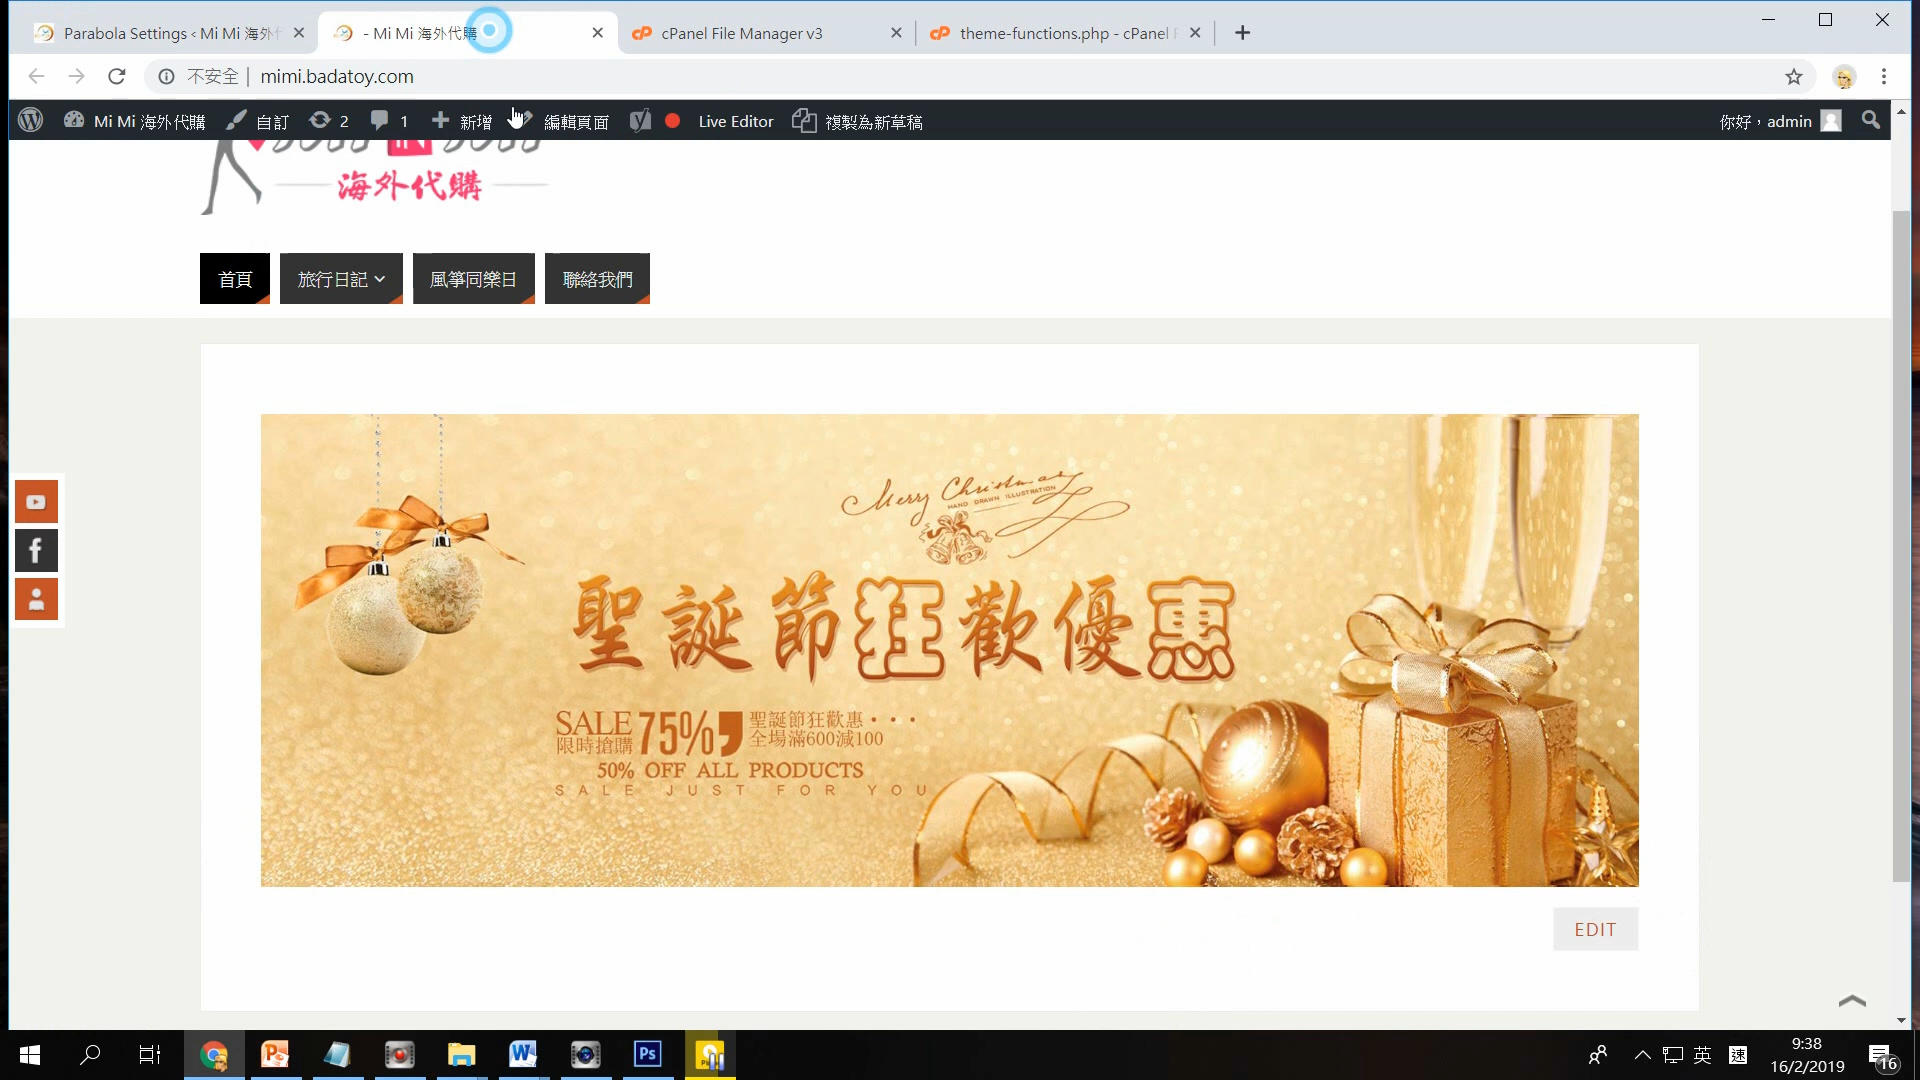 Parabola Settings ‹ Mi Mi 海外
- Mi Mi 海外代購
cPanel File Manager v3
theme-functions.php - cPanel F
不安全 | mimi.badatoy.com
Mi Mi 海外代購 自訂 2 1 新增 編輯頁面 Live Editor 複製為新草稿 你好，admin
海外代購
首頁 旅行日記 風箏同樂日 聯絡我們
Merry Christmas
HAND DRAWN ILLUSTRATION
聖誕節狂歡優惠
SALE 75% 聖誕節狂歡惠・・・
限時搶購 全場滿600減100
50% OFF ALL PRODUCTS
SALE JUST FOR YOU
EDIT
英 速 9:38
16/2/2019 16